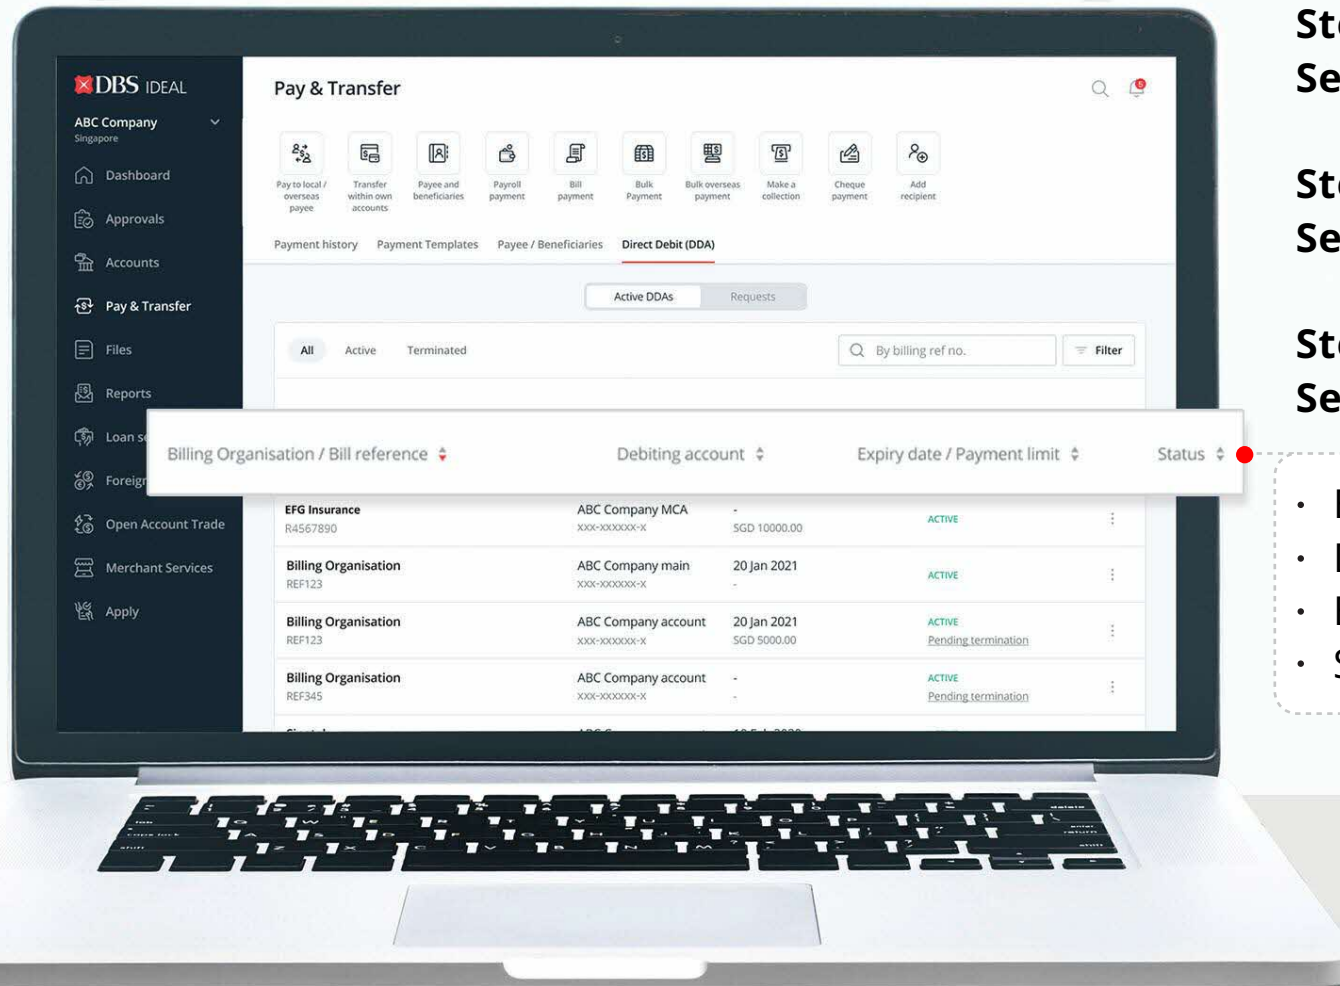 DBS IDEAL
ABC Company
Singapore
Dashboard
Approvals
Accounts
Pay & Transfer
Files
Reports
Loan se
Foreign
Open Account Trade
Merchant Services
Apply
Pay & Transfer
6
Pay to local /
overseas
payee
Transfer
within own
accounts
Payee and
beneficiaries
Payroll
payment
Bill
payment
Bulk
Payment
Bulk overseas
payment
Make a
collection
Cheque
payment
Add
recipient
Payment history Payment Templates Payee / Beneficiaries Direct Debit (DDA)
Active DDAs Requests
All Active Terminated By billing ref no. Filter
Billing Organisation / Bill reference Debiting account Expiry date / Payment limit Status
EFG Insurance ABC Company MCA - ACTIVE
R4567890 xxx-xxxxxx-x SGD 10000.00
Billing Organisation ABC Company main 20 Jan 2021 ACTIVE
REF123 xxx-xxxxxx-x -
Billing Organisation ABC Company account 20 Jan 2021 ACTIVE
REF123 xxx-xxxxxx-x SGD 5000.00 Pending termination
Billing Organisation ABC Company account - ACTIVE
REF345 xxx-xxxxxx-x - Pending termination
Ste
Se
Ste
Se
Ste
Se